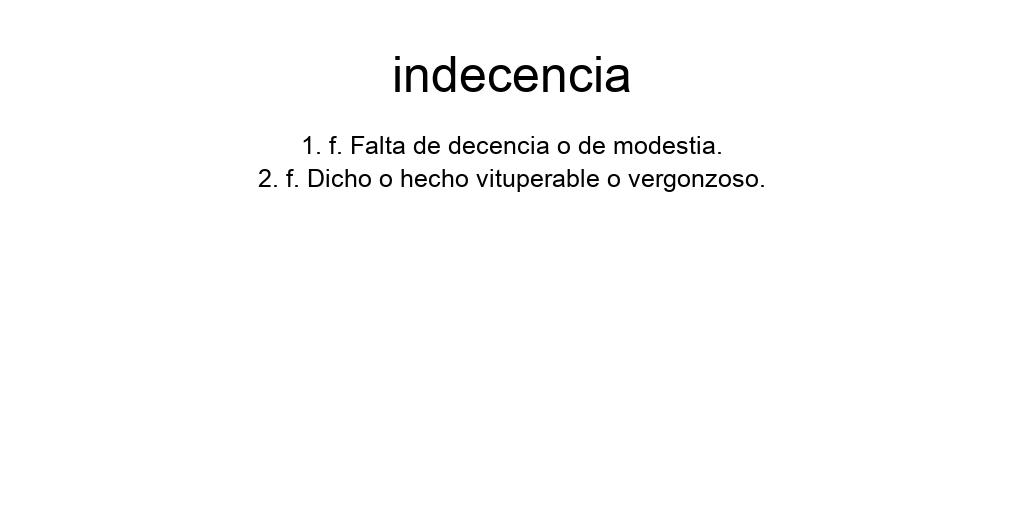 indecencia
1. f. Falta de decencia o de modestia.
2. f. Dicho o hecho vituperable o vergonzoso.